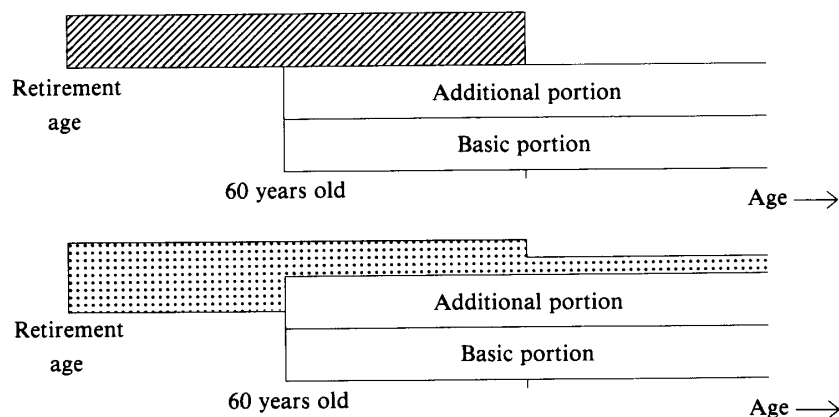 Retirement
age
Additional portion
Basic portion
60 years old
Age
Retirement
age
Additional portion
Basic portion
60 years old
Age